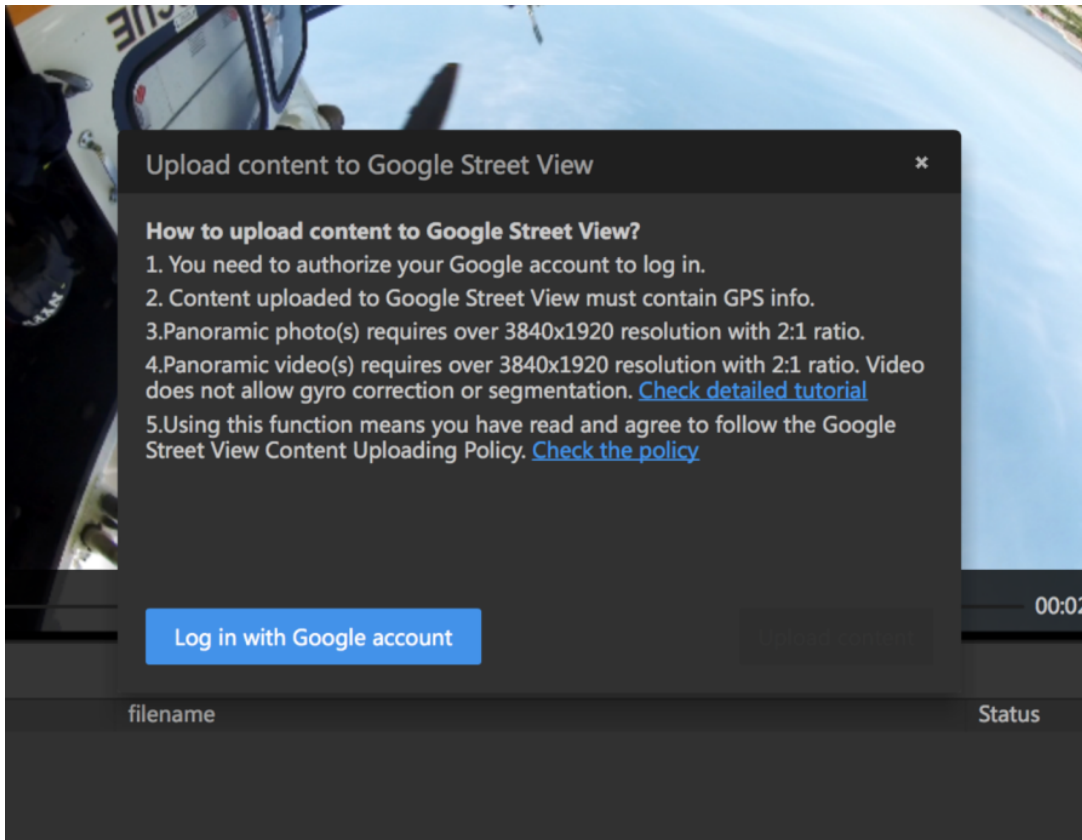 CUE
Upload content to Google Street View
How to upload content to Google Street View?
1. You need to authorize your Google account to log in.
2. Content uploaded to Google Street View must contain GPS info.
3.Panoramic photo(s) requires over 3840x1920 resolution with 2:1 ratio.
4.Panoramic video(s) requires over 3840x1920 resolution with 2:1 ratio. Video
does not allow gyro correction or segmentation. Check detailed tutorial
5.Using this function means you have read and agree to follow the Google
Street View Content Uploading Policy. Check the policy
00:02
Log in with Google account
Upload content
filename
Status